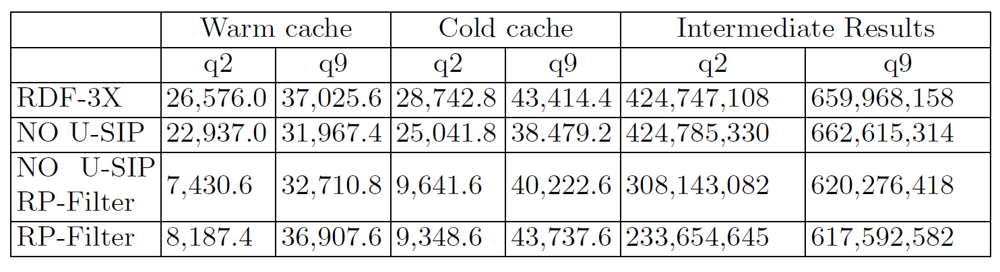 Warm cache Cold cache Intermediate Results
q2 q9 q2 q9 q2 q9
RDF-3X 26,576.0 37,025.6 28,742.8 43,414.4 424,747,108 659,968,158
NO U-SIP 22,937.0 31,967.4 25,041.8 38.479.2 424,785,330 662,615,314
NO U-SIP
RP-Filter 7,430.6 32,710.8 9,641.6 40,222.6 308,143,082 620,276,418
RP-Filter 8,187.4 36,907.6 9,348.6 43,737.6 233,654,645 617,592,582